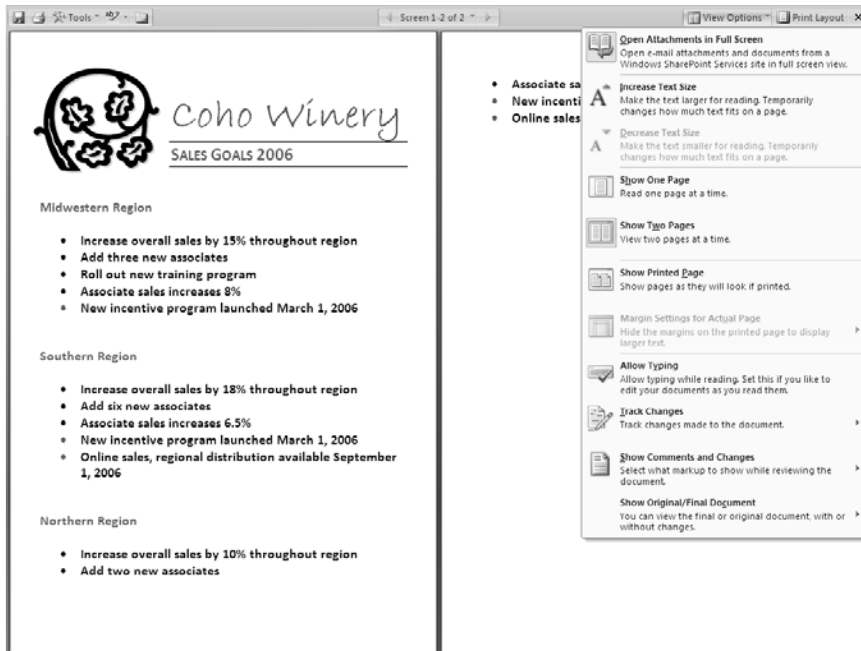 Tools
Screen 1-2 of 2
View Options
Print Layout
Coho Winery
SALES GOALS 2006
Midwestern Region
• Increase overall sales by 15% throughout region
• Add three new associates
• Roll out new training program
• Associate sales increases 8%
• New incentive program launched March 1, 2006
Southern Region
• Increase overall sales by 18% throughout region
• Add six new associates
• Associate sales increases 6.5%
• New incentive program launched March 1, 2006
• Online sales, regional distribution available September
1, 2006
Northern Region
• Increase overall sales by 10% throughout region
• Add two new associates
• Associate sa
• New incenti
• Online sales
Open Attachments in Full Screen
Open e-mail attachments and documents from a
Windows SharePoint Services site in full screen view.
Increase Text Size
Make the text larger for reading. Temporarily
changes how much text fits on a page.
Decrease Text Size
Make the text smaller for reading. Temporarily
changes how much text fits on a page.
Show One Page
Read one page at a time.
Show Two Pages
View two pages at a time.
Show Printed Page
Show pages as they will look if printed.
Margin Settings for Actual Page
Hide the margins on the printed page to display
larger text.
Allow Typing
Allow typing while reading. Set this if you like to
edit your documents as you read them.
Track Changes
Track changes made to the document.
Show Comments and Changes
Select what markup to show while reviewing the
document.
Show Original/Final Document
You can view the final or original document, with or
without changes.